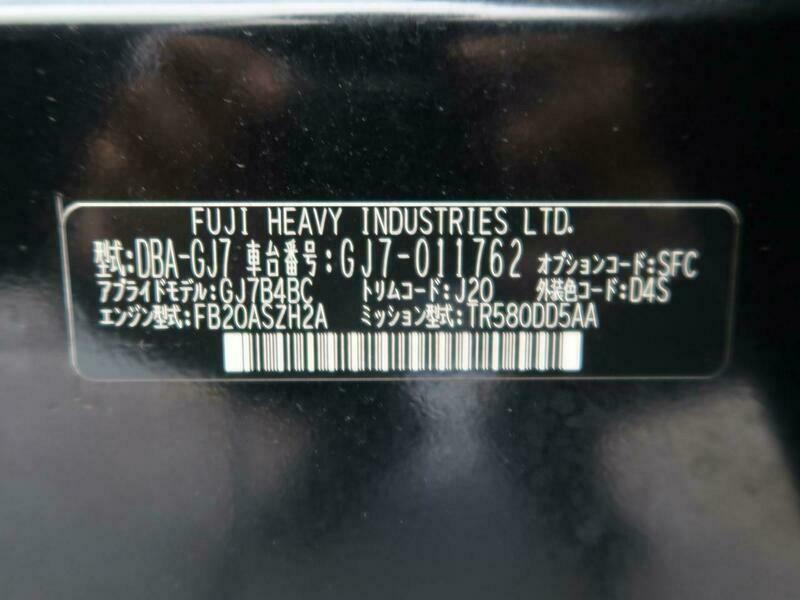 FUJI HEAVY INDUSTRIES LTD.
型式:DBA-GJ7 車台番号:GJ7-011762 オプションコード:SFC
アプライドモデル:GJ7B4BC トリムコード:J20 外装色コード:D4S
エンジン型式:FB20ASZH2A ミッション型式:TR580DD5AA